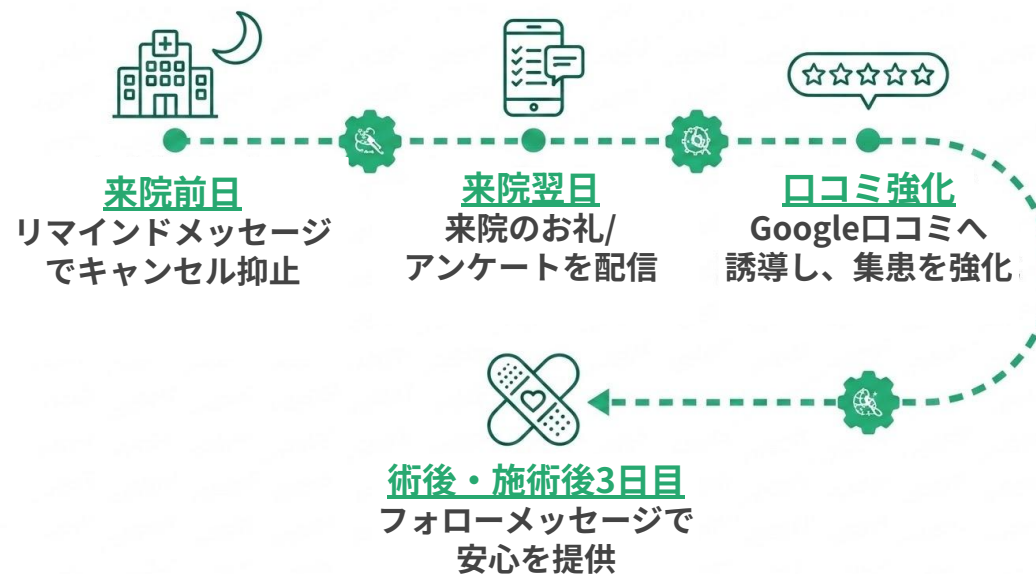 来院前日
リマインドメッセージ
でキャンセル抑止
来院翌日
来院のお礼/
アンケートを配信
口コミ強化
Google口コミへ
誘導し、集患を強化
術後・施術後3日目
フォローメッセージで
安心を提供